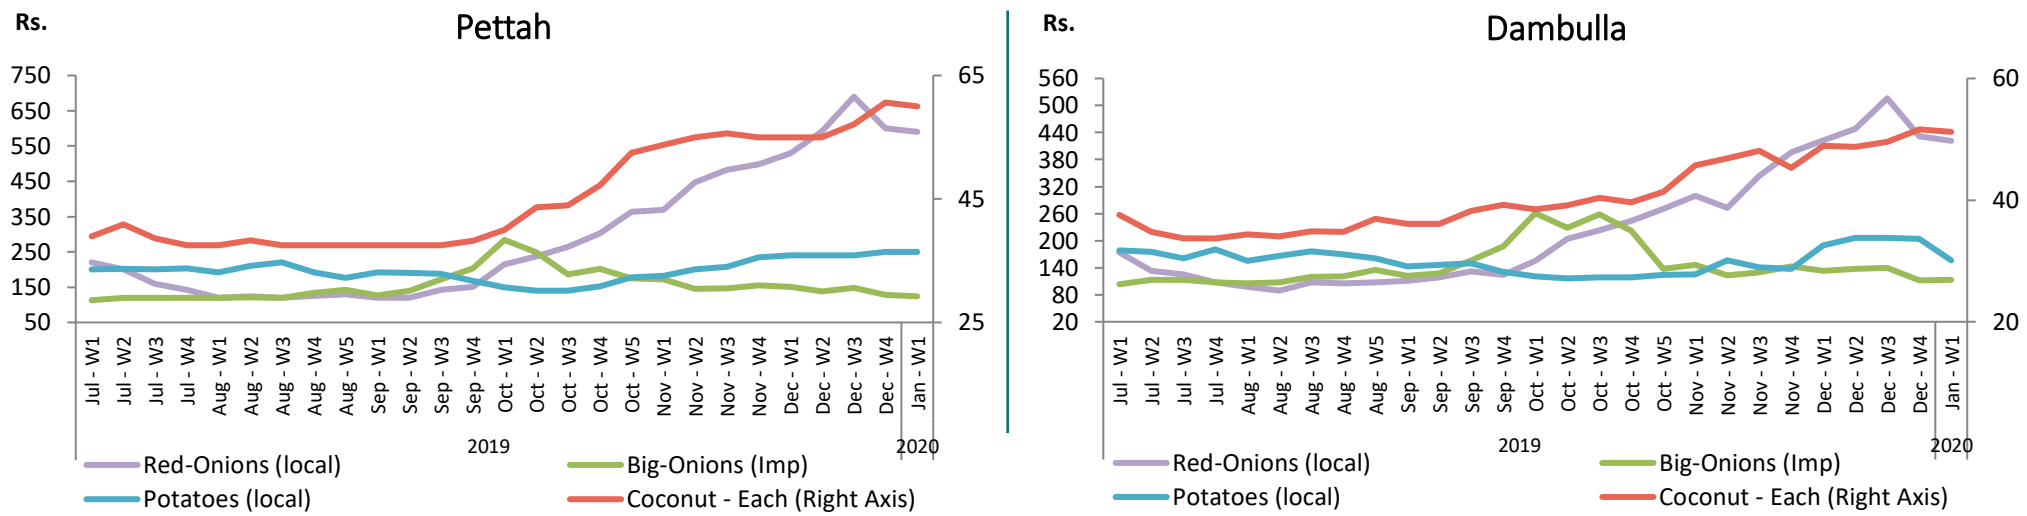 Rs.
Pettah
750
650
550
450
350
250
150
50
65
45
25
Jul - W1
Jul - W2
Jul - W3
Jul - W4
Aug - W1
Aug - W2
Aug - W3
Aug - W4
Aug - W5
Sep - W1
Sep - W2
Sep - W3
Sep - W4
Oct - W1
Oct - W2
Oct - W3
Oct - W4
Oct - W5
Nov - W1
Nov - W2
Nov - W3
Nov - W4
Dec - W1
Dec - W2
Dec - W3
Dec - W4
Jan - W1
2019
2020
Red-Onions (local)
Big-Onions (Imp)
Potatoes (local)
Coconut - Each (Right Axis)
Rs.
Dambulla
560
500
440
380
320
260
200
140
80
20
60
40
20
Jul - W1
Jul - W2
Jul - W3
Jul - W4
Aug - W1
Aug - W2
Aug - W3
Aug - W4
Aug - W5
Sep - W1
Sep - W2
Sep - W3
Sep - W4
Oct - W1
Oct - W2
Oct - W3
Oct - W4
Oct - W5
Nov - W1
Nov - W2
Nov - W3
Nov - W4
Dec - W1
Dec - W2
Dec - W3
Dec - W4
Jan - W1
2019
2020
Red-Onions (local)
Big-Onions (Imp)
Potatoes (local)
Coconut - Each (Right Axis)